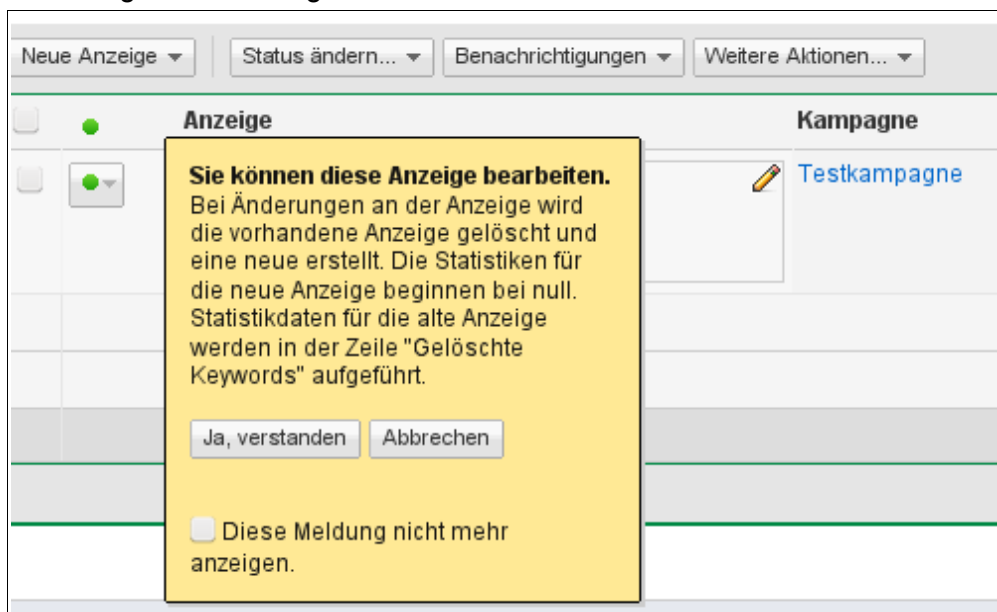 Neue Anzeige Status ändern... Benachrichtigungen Weitere Aktionen...
Anzeige Kampagne
Sie können diese Anzeige bearbeiten.
Testkampagne
Bei Änderungen an der Anzeige wird
die vorhandene Anzeige gelöscht und
eine neue erstellt. Die Statistiken für
die neue Anzeige beginnen bei null.
Statistikdaten für die alte Anzeige
werden in der Zeile "Gelöschte
Keywords" aufgeführt.
Ja, verstanden Abbrechen
Diese Meldung nicht mehr
anzeigen.